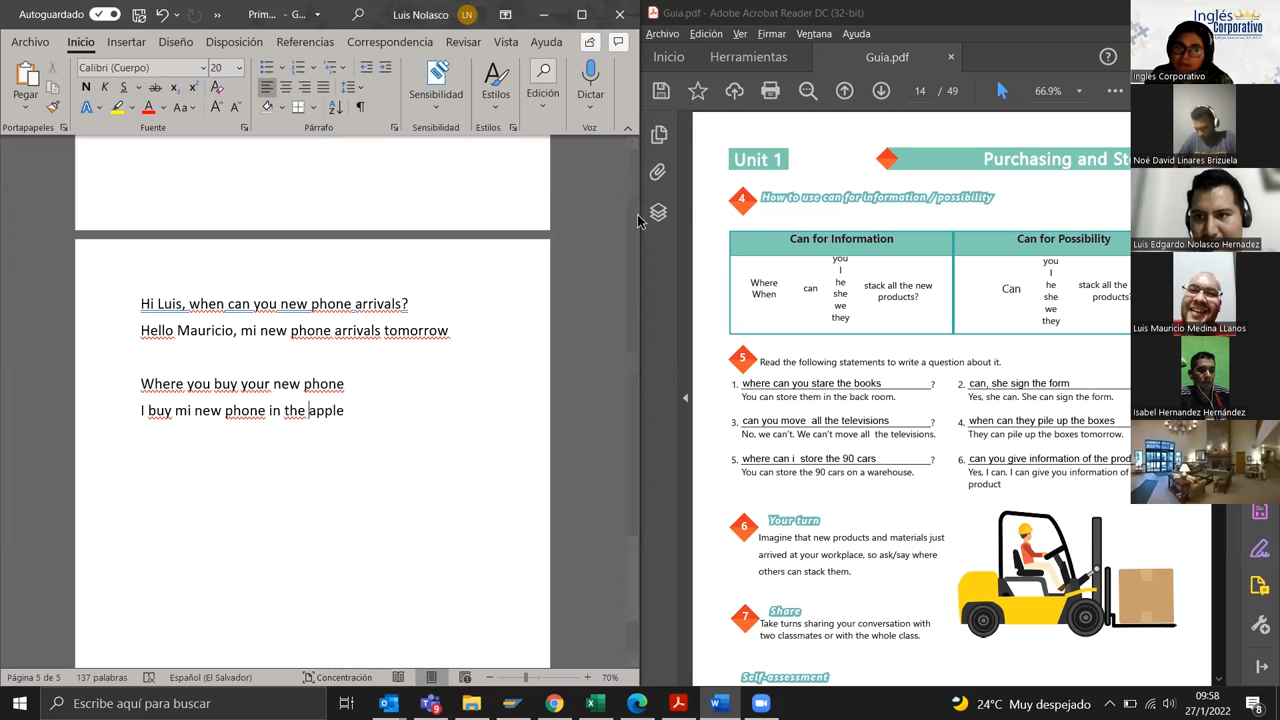 Autoguardado
Prim...
Luis Nolasco
LN
Archivo
Inicio
Insertar
Diseño
Disposición
Referencias
Correspondencia
Revisar
Vista
Ayuda
Calibri (Cuerpo)
20
Pegar
N
K
S
ab
x₂
x²
A
A
Aa
A
A
Sensibilidad
Estilos
Edición
Dictar
Portapapeles
Fuente
Párrafo
Sensibilidad
Estilos
Voz
Hi Luis, when can you new phone arrivals?
Hello Mauricio, mi new phone arrivals tomorrow
Where you buy your new phone
I buy mi new phone in the apple
Página 5 de 5
137 palabras
Concentración
70%
Guia.pdf - Adobe Acrobat Reader DC (32-bit)
Archivo
Edición
Ver
Firmar
Ventana
Ayuda
Inicio
Herramientas
Guia.pdf
14 / 49
66.9%
Unit 1
Purchasing and St
4
How to use can for information / possibility
Can for Information
Can for Possibility
Where
When
can
you
I
he
she
we
they
stack all the new
products?
Can
you
I
he
she
we
they
stack all the
products?
5
Read the following statements to write a question about it.
1. where can you stare the books ?
You can store them in the back room.
2. can, she sign the form
Yes, she can. She can sign the form.
3. can you move all the televisions ?
No, we can't. We can't move all the televisions.
4. when can they pile up the boxes
They can pile up the boxes tomorrow.
5. where can i store the 90 cars ?
You can store the 90 cars on a warehouse.
6. can you give information of the prod
Yes, I can. I can give you information of
product
6
Your turn
Imagine that new products and materials just
arrived at your workplace, so ask/say where
others can stack them.
7
Share
Take turns sharing your conversation with
two classmates or with the whole class.
Self-assessment
Inglés
Corporativo
Inglés Corporativo
Noé David Linares Brizuela
Luis Edgardo Nolasco Hernadez
Luis Mauricio Medina LLanos
Isabel Hernandez Hernández
Escribe aquí para buscar
9
24°C Muy despejado
09:58
27/1/2022
8